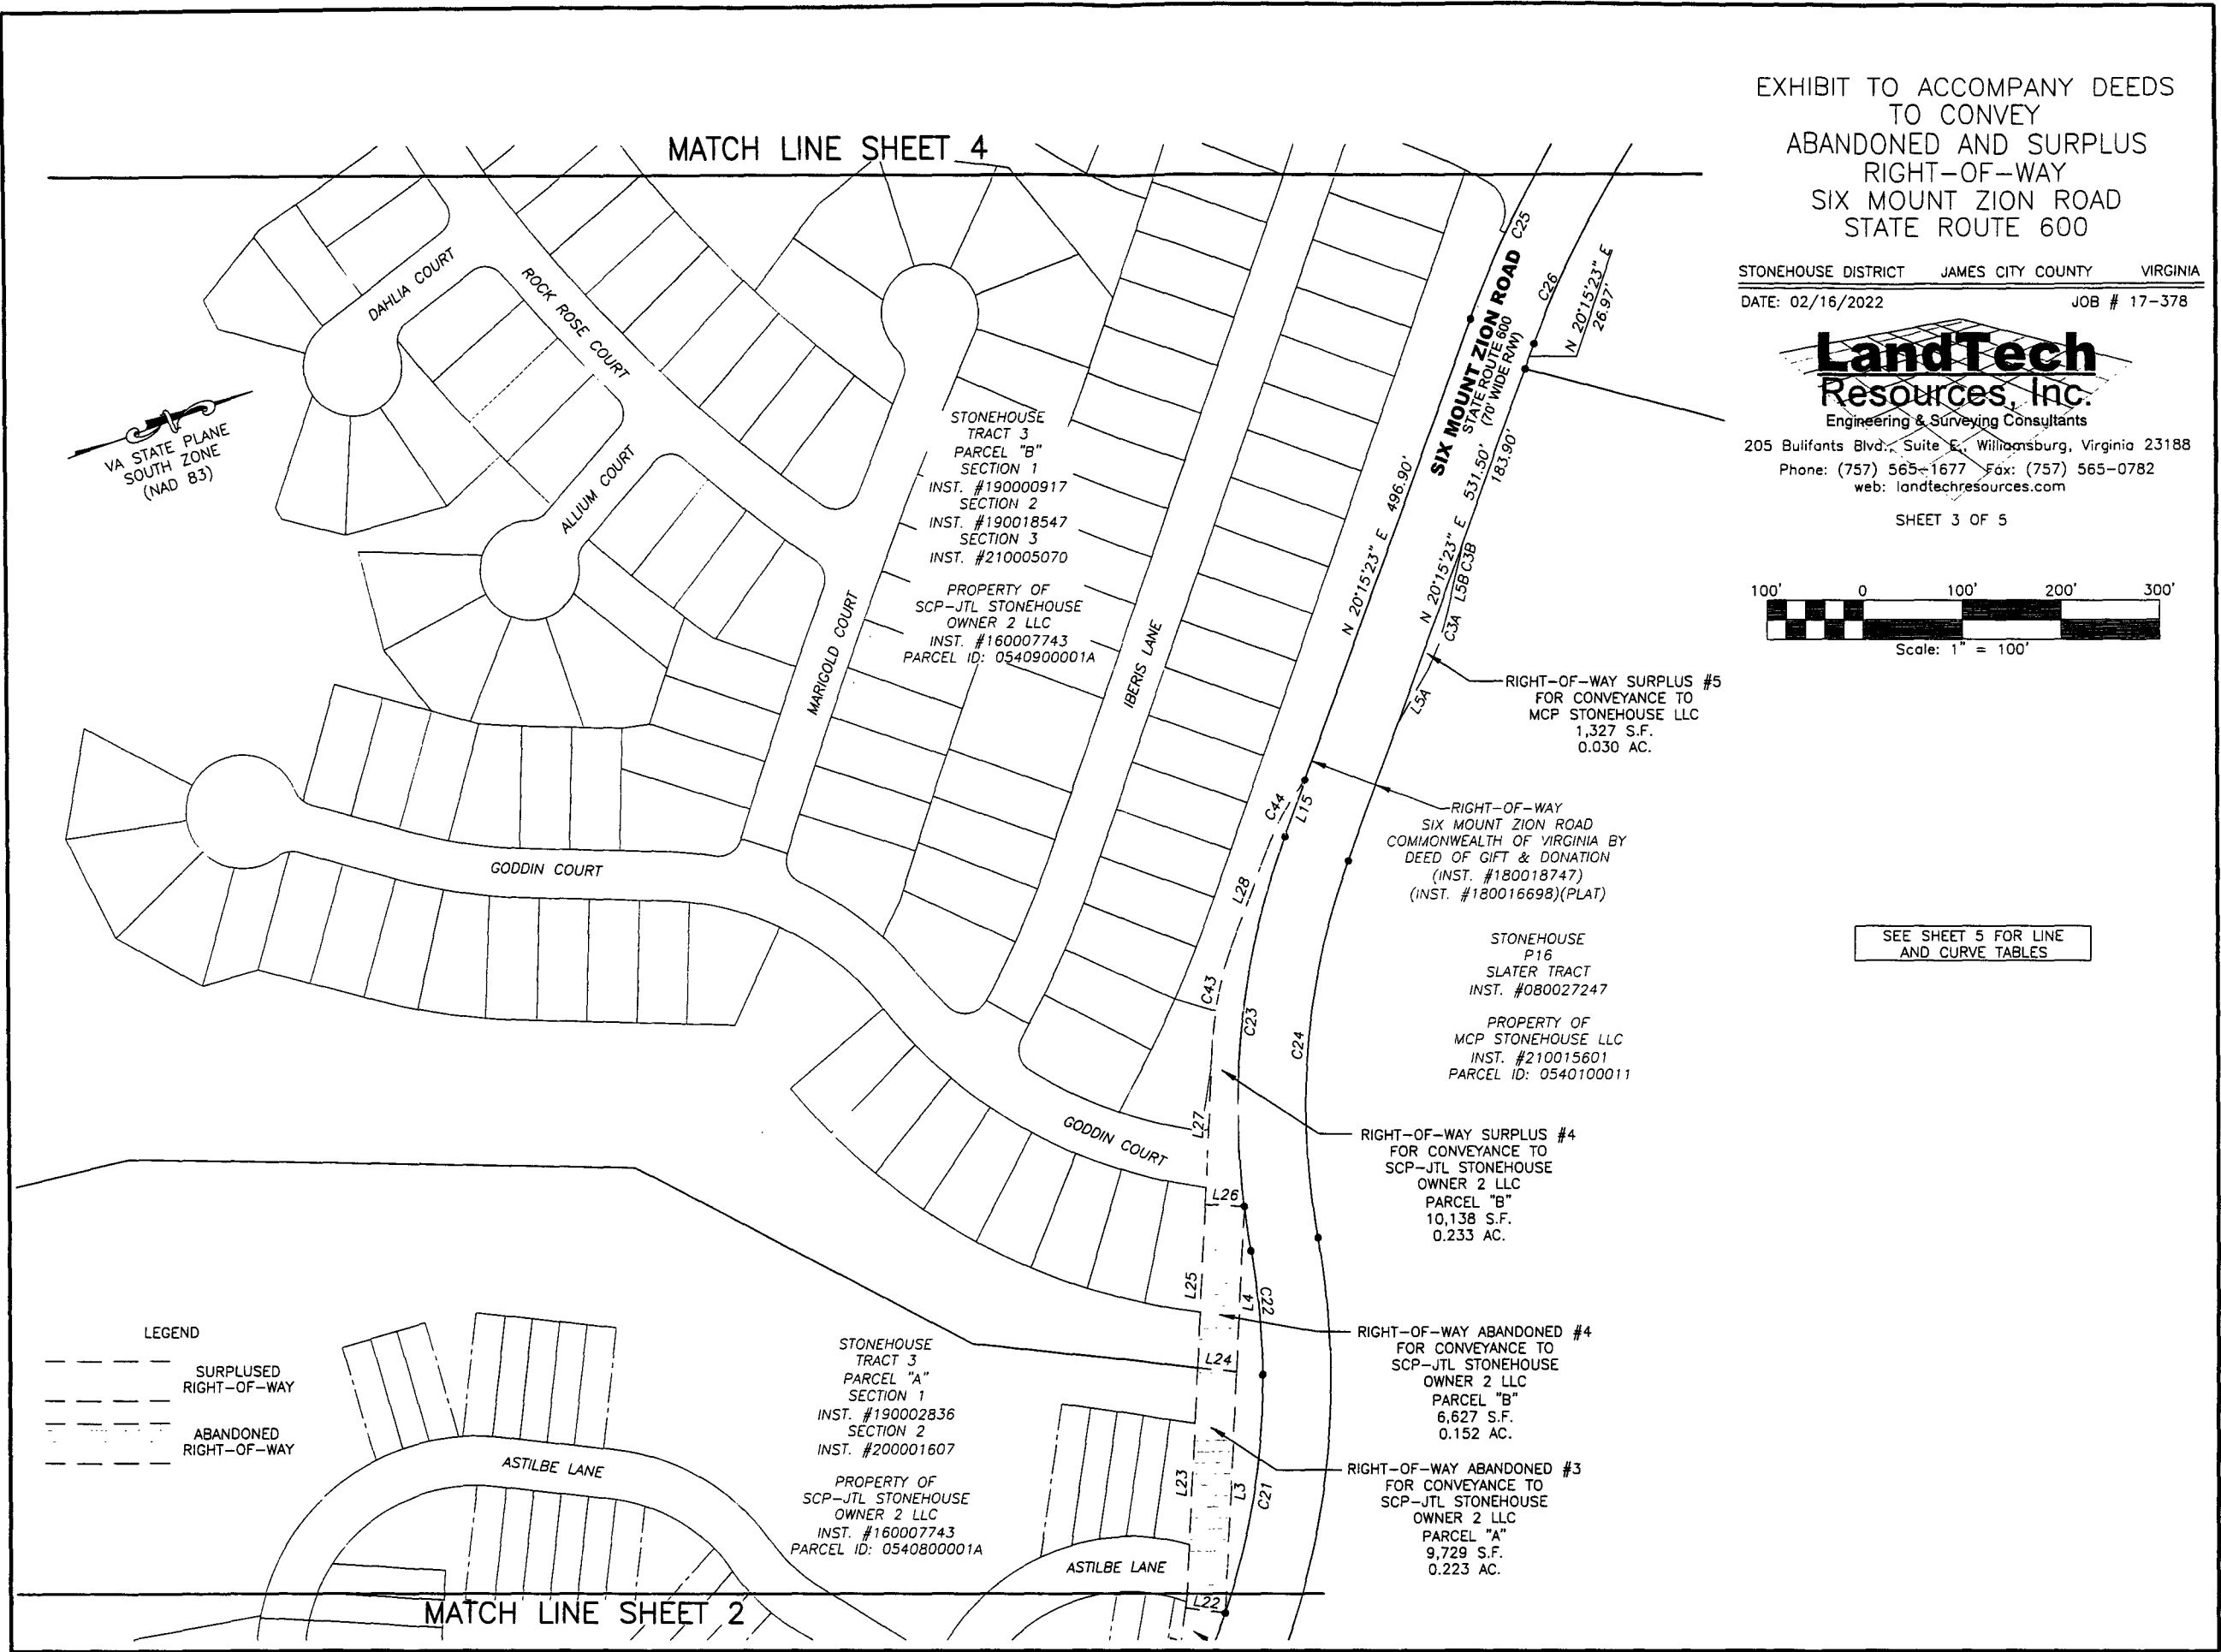 EXHIBIT TO ACCOMPANY DEEDS
TO CONVEY
ABANDONED AND SURPLUS
RIGHT-OF-WAY
SIX MOUNT ZION ROAD
STATE ROUTE 600
STONEHOUSE DISTRICT JAMES CITY COUNTY VIRGINIA
DATE: 02/16/2022 JOB # 17-378
LandTech
Resources, Inc.
Engineering & Surveying Consultants
205 Bulifants Blvd., Suite E, Williamsburg, Virginia 23188
Phone: (757) 565-1677 Fax: (757) 565-0782
web: landtechresources.com
SHEET 3 OF 5
100' 0 100' 200' 300'
Scale: 1" = 100'
SEE SHEET 5 FOR LINE
AND CURVE TABLES
MATCH LINE SHEET 4
VA STATE PLANE
SOUTH ZONE
(NAD 83)
DAHLIA COURT
ROCK ROSE COURT
ALLIUM COURT
MARIGOLD COURT
IBERIS LANE
GODDIN COURT
GODDIN COURT
STONEHOUSE
TRACT 3
PARCEL "B"
SECTION 1
INST. #190000917
SECTION 2
INST. #190018547
SECTION 3
INST. #210005070
PROPERTY OF
SCP-JTL STONEHOUSE
OWNER 2 LLC
INST. #160007743
PARCEL ID: 0540900001A
SIX MOUNT ZION ROAD
STATE ROUTE 600
(70' WIDE R/W)
C25
C26
N 20°15'23" E
26.97'
N 20°15'23" E 496.90'
N 20°15'23" E 531.50'
183.90'
C3A L5B C3B
L5A
RIGHT-OF-WAY SURPLUS #5
FOR CONVEYANCE TO
MCP STONEHOUSE LLC
1,327 S.F.
0.030 AC.
C44
L15
RIGHT-OF-WAY
SIX MOUNT ZION ROAD
COMMONWEALTH OF VIRGINIA BY
DEED OF GIFT & DONATION
(INST. #180018747)
(INST. #180016698)(PLAT)
L28
STONEHOUSE
P16
SLATER TRACT
INST. #080027247
PROPERTY OF
MCP STONEHOUSE LLC
INST. #210015601
PARCEL ID: 0540100011
C43
C23
C24
L27
RIGHT-OF-WAY SURPLUS #4
FOR CONVEYANCE TO
SCP-JTL STONEHOUSE
OWNER 2 LLC
PARCEL "B"
10,138 S.F.
0.233 AC.
L26
L25
L4
C22
RIGHT-OF-WAY ABANDONED #4
FOR CONVEYANCE TO
SCP-JTL STONEHOUSE
OWNER 2 LLC
PARCEL "B"
6,627 S.F.
0.152 AC.
L24
L23
L3
C21
RIGHT-OF-WAY ABANDONED #3
FOR CONVEYANCE TO
SCP-JTL STONEHOUSE
OWNER 2 LLC
PARCEL "A"
9,729 S.F.
0.223 AC.
L22
LEGEND
SURPLUSED
RIGHT-OF-WAY
ABANDONED
RIGHT-OF-WAY
STONEHOUSE
TRACT 3
PARCEL "A"
SECTION 1
INST. #190002836
SECTION 2
INST. #200001607
PROPERTY OF
SCP-JTL STONEHOUSE
OWNER 2 LLC
INST. #160007743
PARCEL ID: 0540800001A
ASTILBE LANE
ASTILBE LANE
MATCH LINE SHEET 2